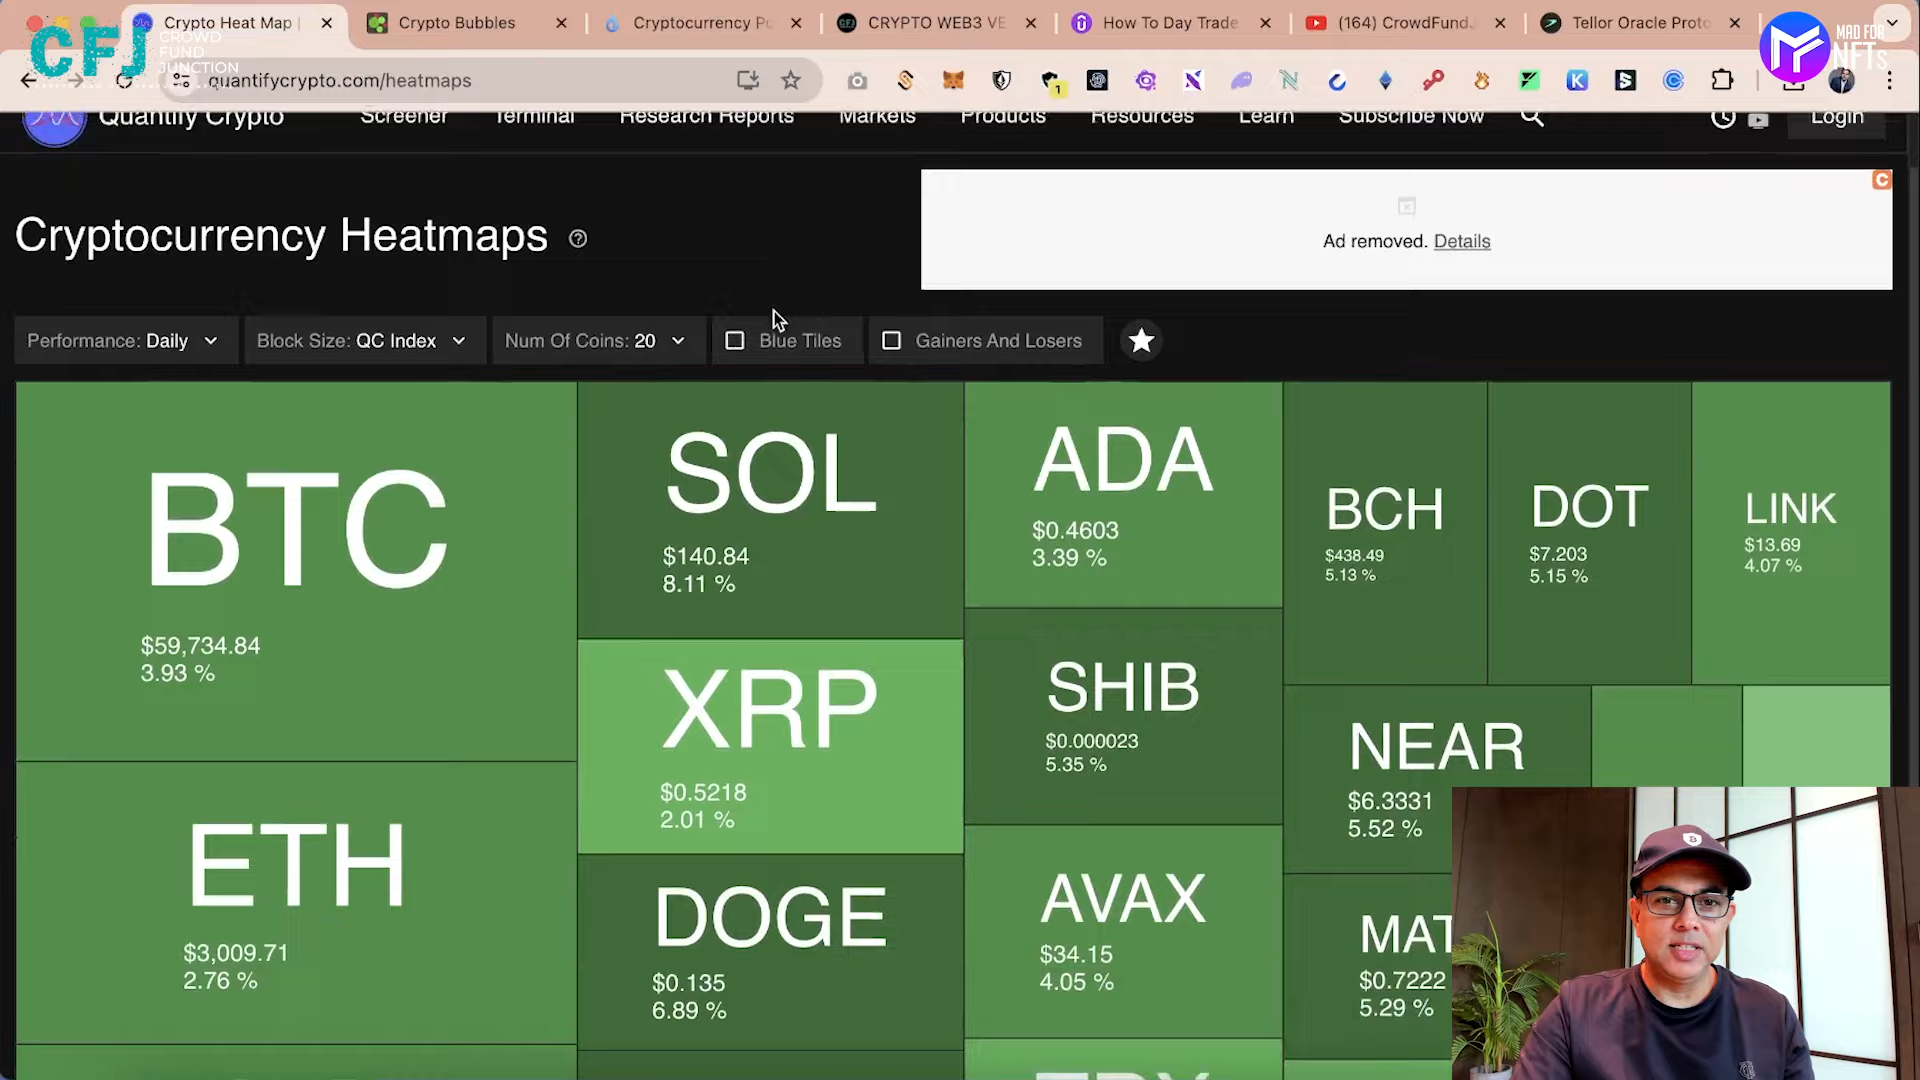 Crypto Heat Map |
Crypto Bubbles
Cryptocurrency Po
CRYPTO WEB3 VE
How To Day Trade
(164) CrowdFundJ
Tellor Oracle Proto
CFJ
CROWD
FUND
JUNCTION
MAD FOR
NFTs
quantifycrypto.com/heatmaps
1
Quantify Crypto
Screener
Terminal
Research Reports
Markets
Products
Resources
Learn
Subscribe Now
Login
Cryptocurrency Heatmaps
Ad removed. Details
Performance: Daily
Block Size: QC Index
Num Of Coins: 20
Blue Tiles
Gainers And Losers
BTC
$59,734.84
3.93 %
ETH
$3,009.71
2.76 %
SOL
$140.84
8.11 %
XRP
$0.5218
2.01 %
DOGE
$0.135
6.89 %
ADA
$0.4603
3.39 %
SHIB
$0.000023
5.35 %
AVAX
$34.15
4.05 %
BCH
$438.49
5.13 %
DOT
$7.203
5.15 %
LINK
$13.69
4.07 %
NEAR
$6.3331
5.52 %
MAT
$0.7222
5.29 %